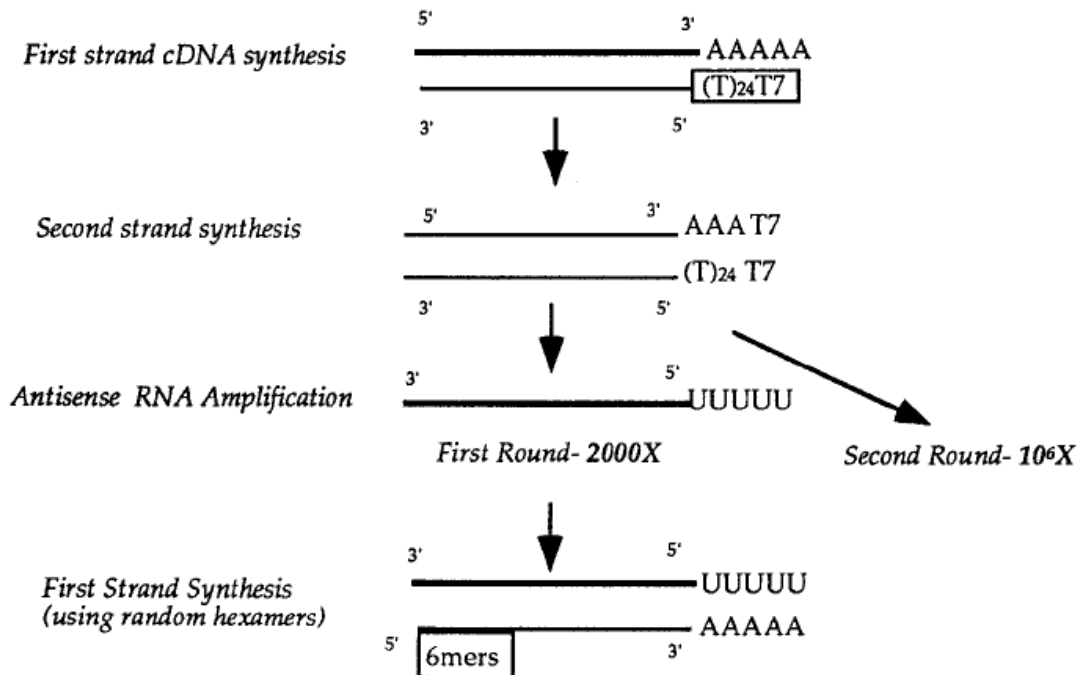 5' 3'
First strand cDNA synthesis AAAAA
(T)24T7
3' 5'
5' 3'
Second strand synthesis AAA T7
(T)24 T7
3' 5'
3' 5'
Antisense RNA Amplification UUUUU
First Round- 2000X Second Round- 10⁶X
3' 5'
First Strand Synthesis UUUUU
(using random hexamers) AAAAA
5' 6mers 3'